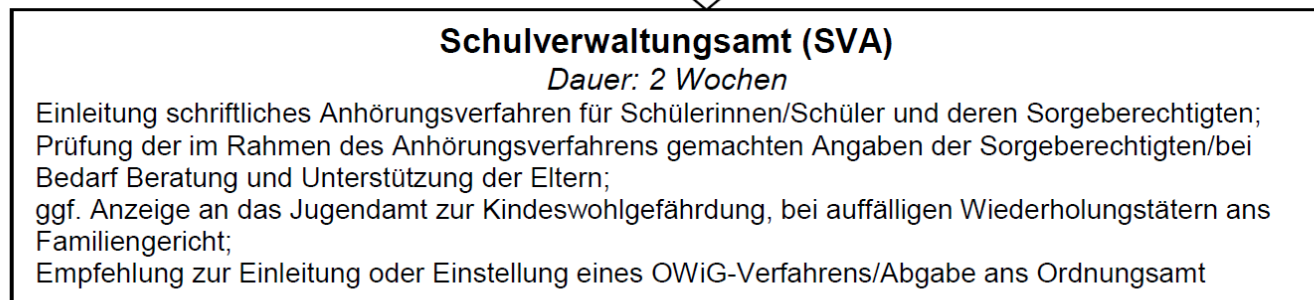 Schulverwaltungsamt (SVA)
Dauer: 2 Wochen
Einleitung schriftliches Anhörungsverfahren für Schülerinnen/Schüler und deren Sorgeberechtigten;
Prüfung der im Rahmen des Anhörungsverfahrens gemachten Angaben der Sorgeberechtigten/bei
Bedarf Beratung und Unterstützung der Eltern;
ggf. Anzeige an das Jugendamt zur Kindeswohlgefährdung, bei auffälligen Wiederholungstätern ans
Familiengericht;
Empfehlung zur Einleitung oder Einstellung eines OWiG-Verfahrens/Abgabe ans Ordnungsamt